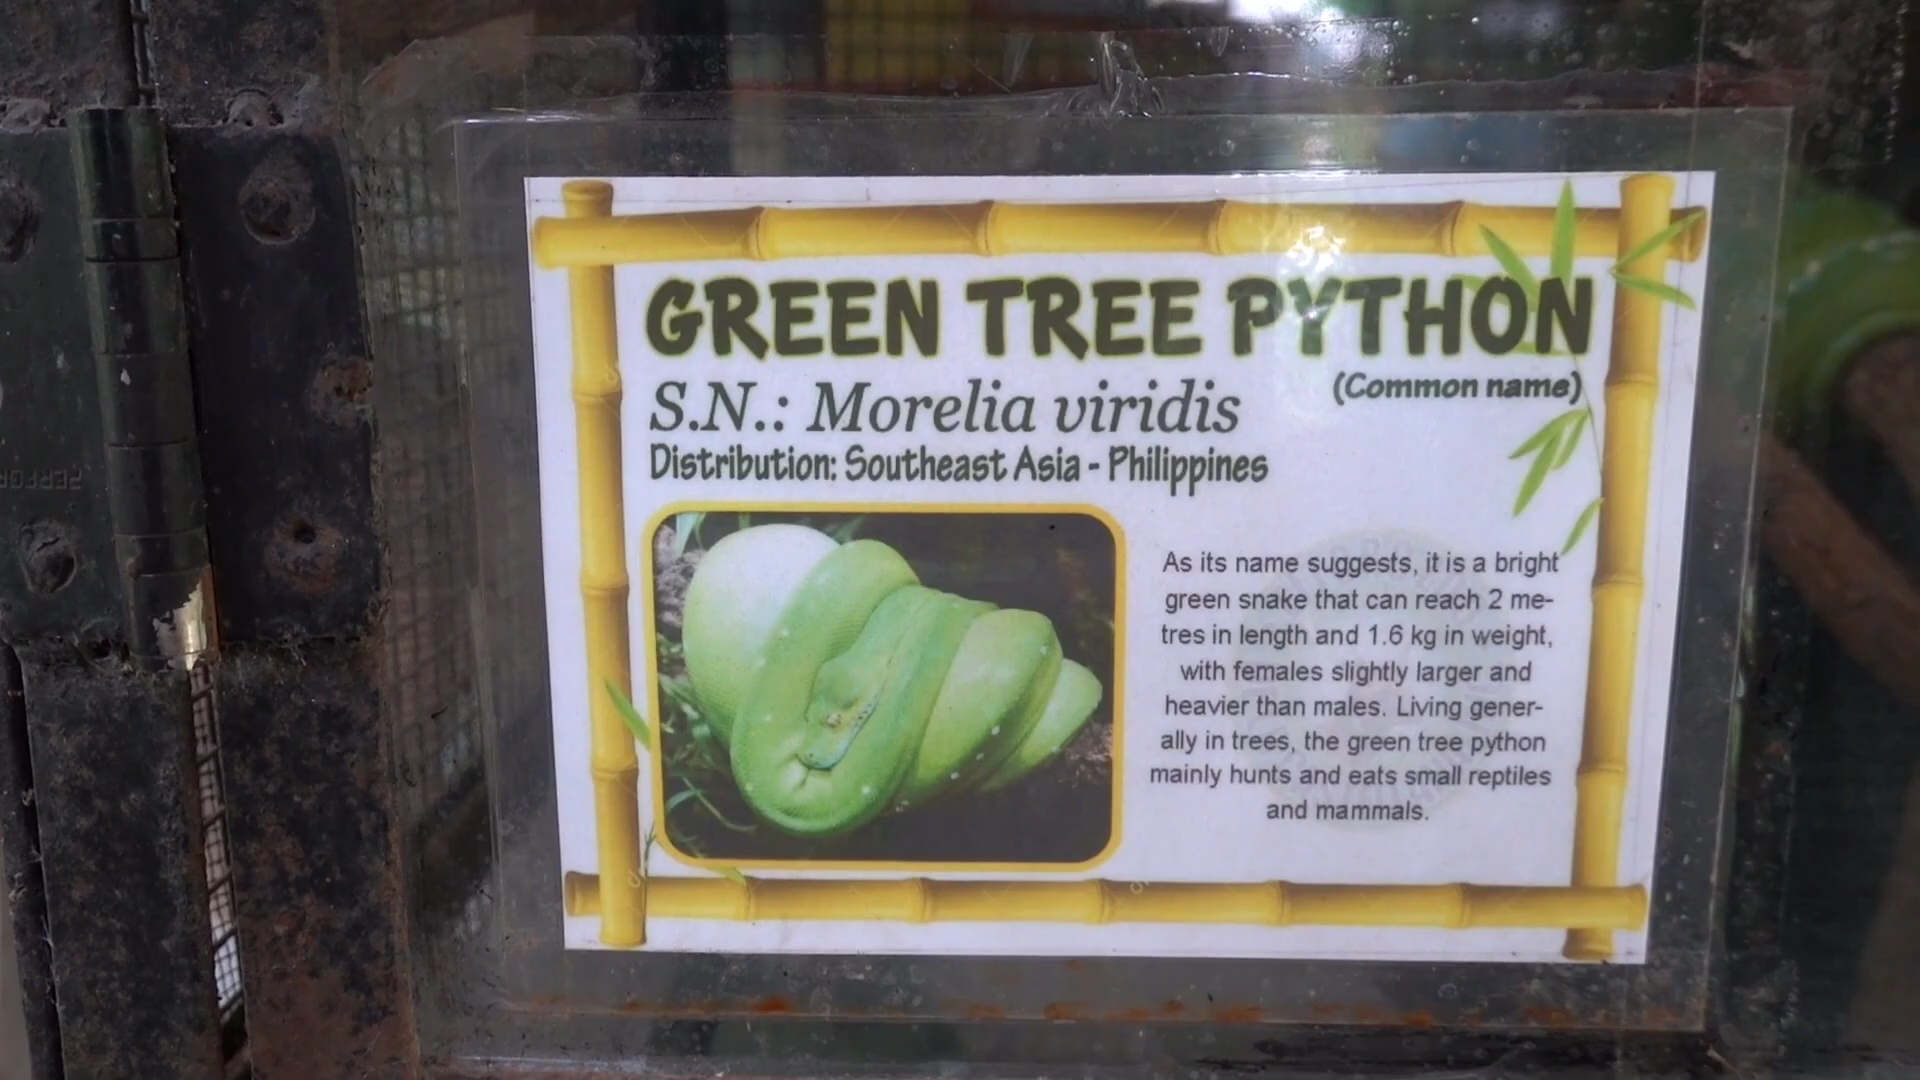 GREEN TREE PYTHON
(Common name)
S.N.: Morelia viridis
Distribution: Southeast Asia - Philippines
As its name suggests, it is a bright
green snake that can reach 2 me-
tres in length and 1.6 kg in weight,
with females slightly larger and
heavier than males. Living gener-
ally in trees, the green tree python
mainly hunts and eats small reptiles
and mammals.